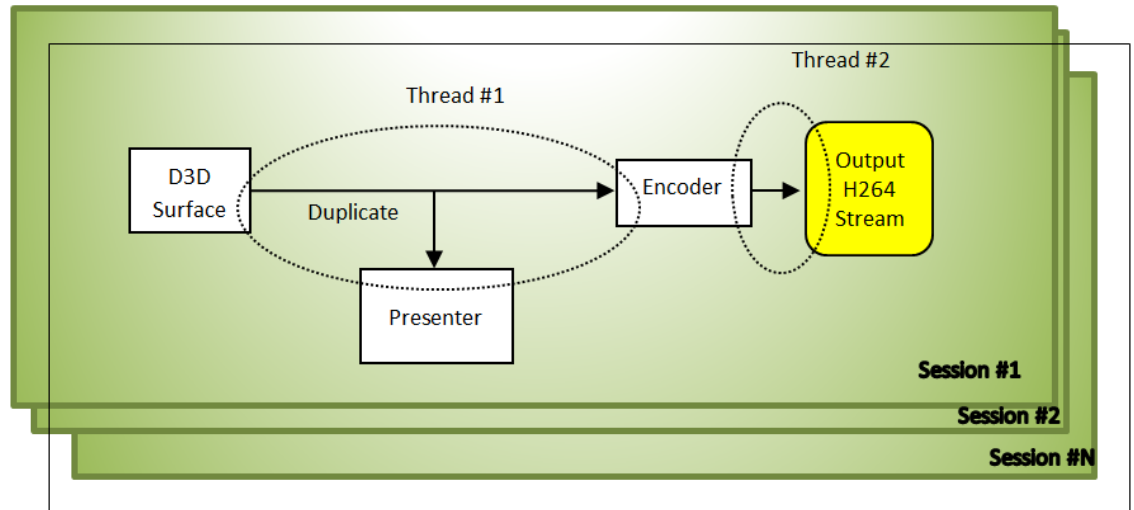 Thread #2
Thread #1
D3D
Surface
Duplicate
Encoder
Output
H264
Stream
Presenter
Session #1
Session #2
Session #N